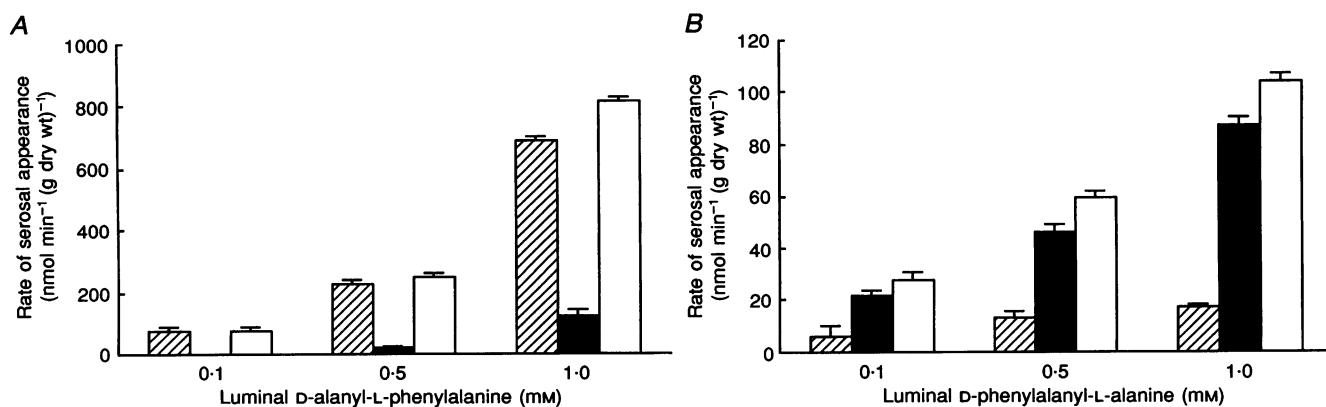 A
Rate of serosal appearance
(nmol min⁻¹ (g dry wt)⁻¹)
1000
800
600
400
200
0
0·1
0·5
1·0
Luminal D-alanyl-L-phenylalanine (mM)
B
Rate of serosal appearance
(nmol min⁻¹ (g dry wt)⁻¹)
120
100
80
60
40
20
0
0·1
0·5
1·0
Luminal D-phenylalanyl-L-alanine (mM)